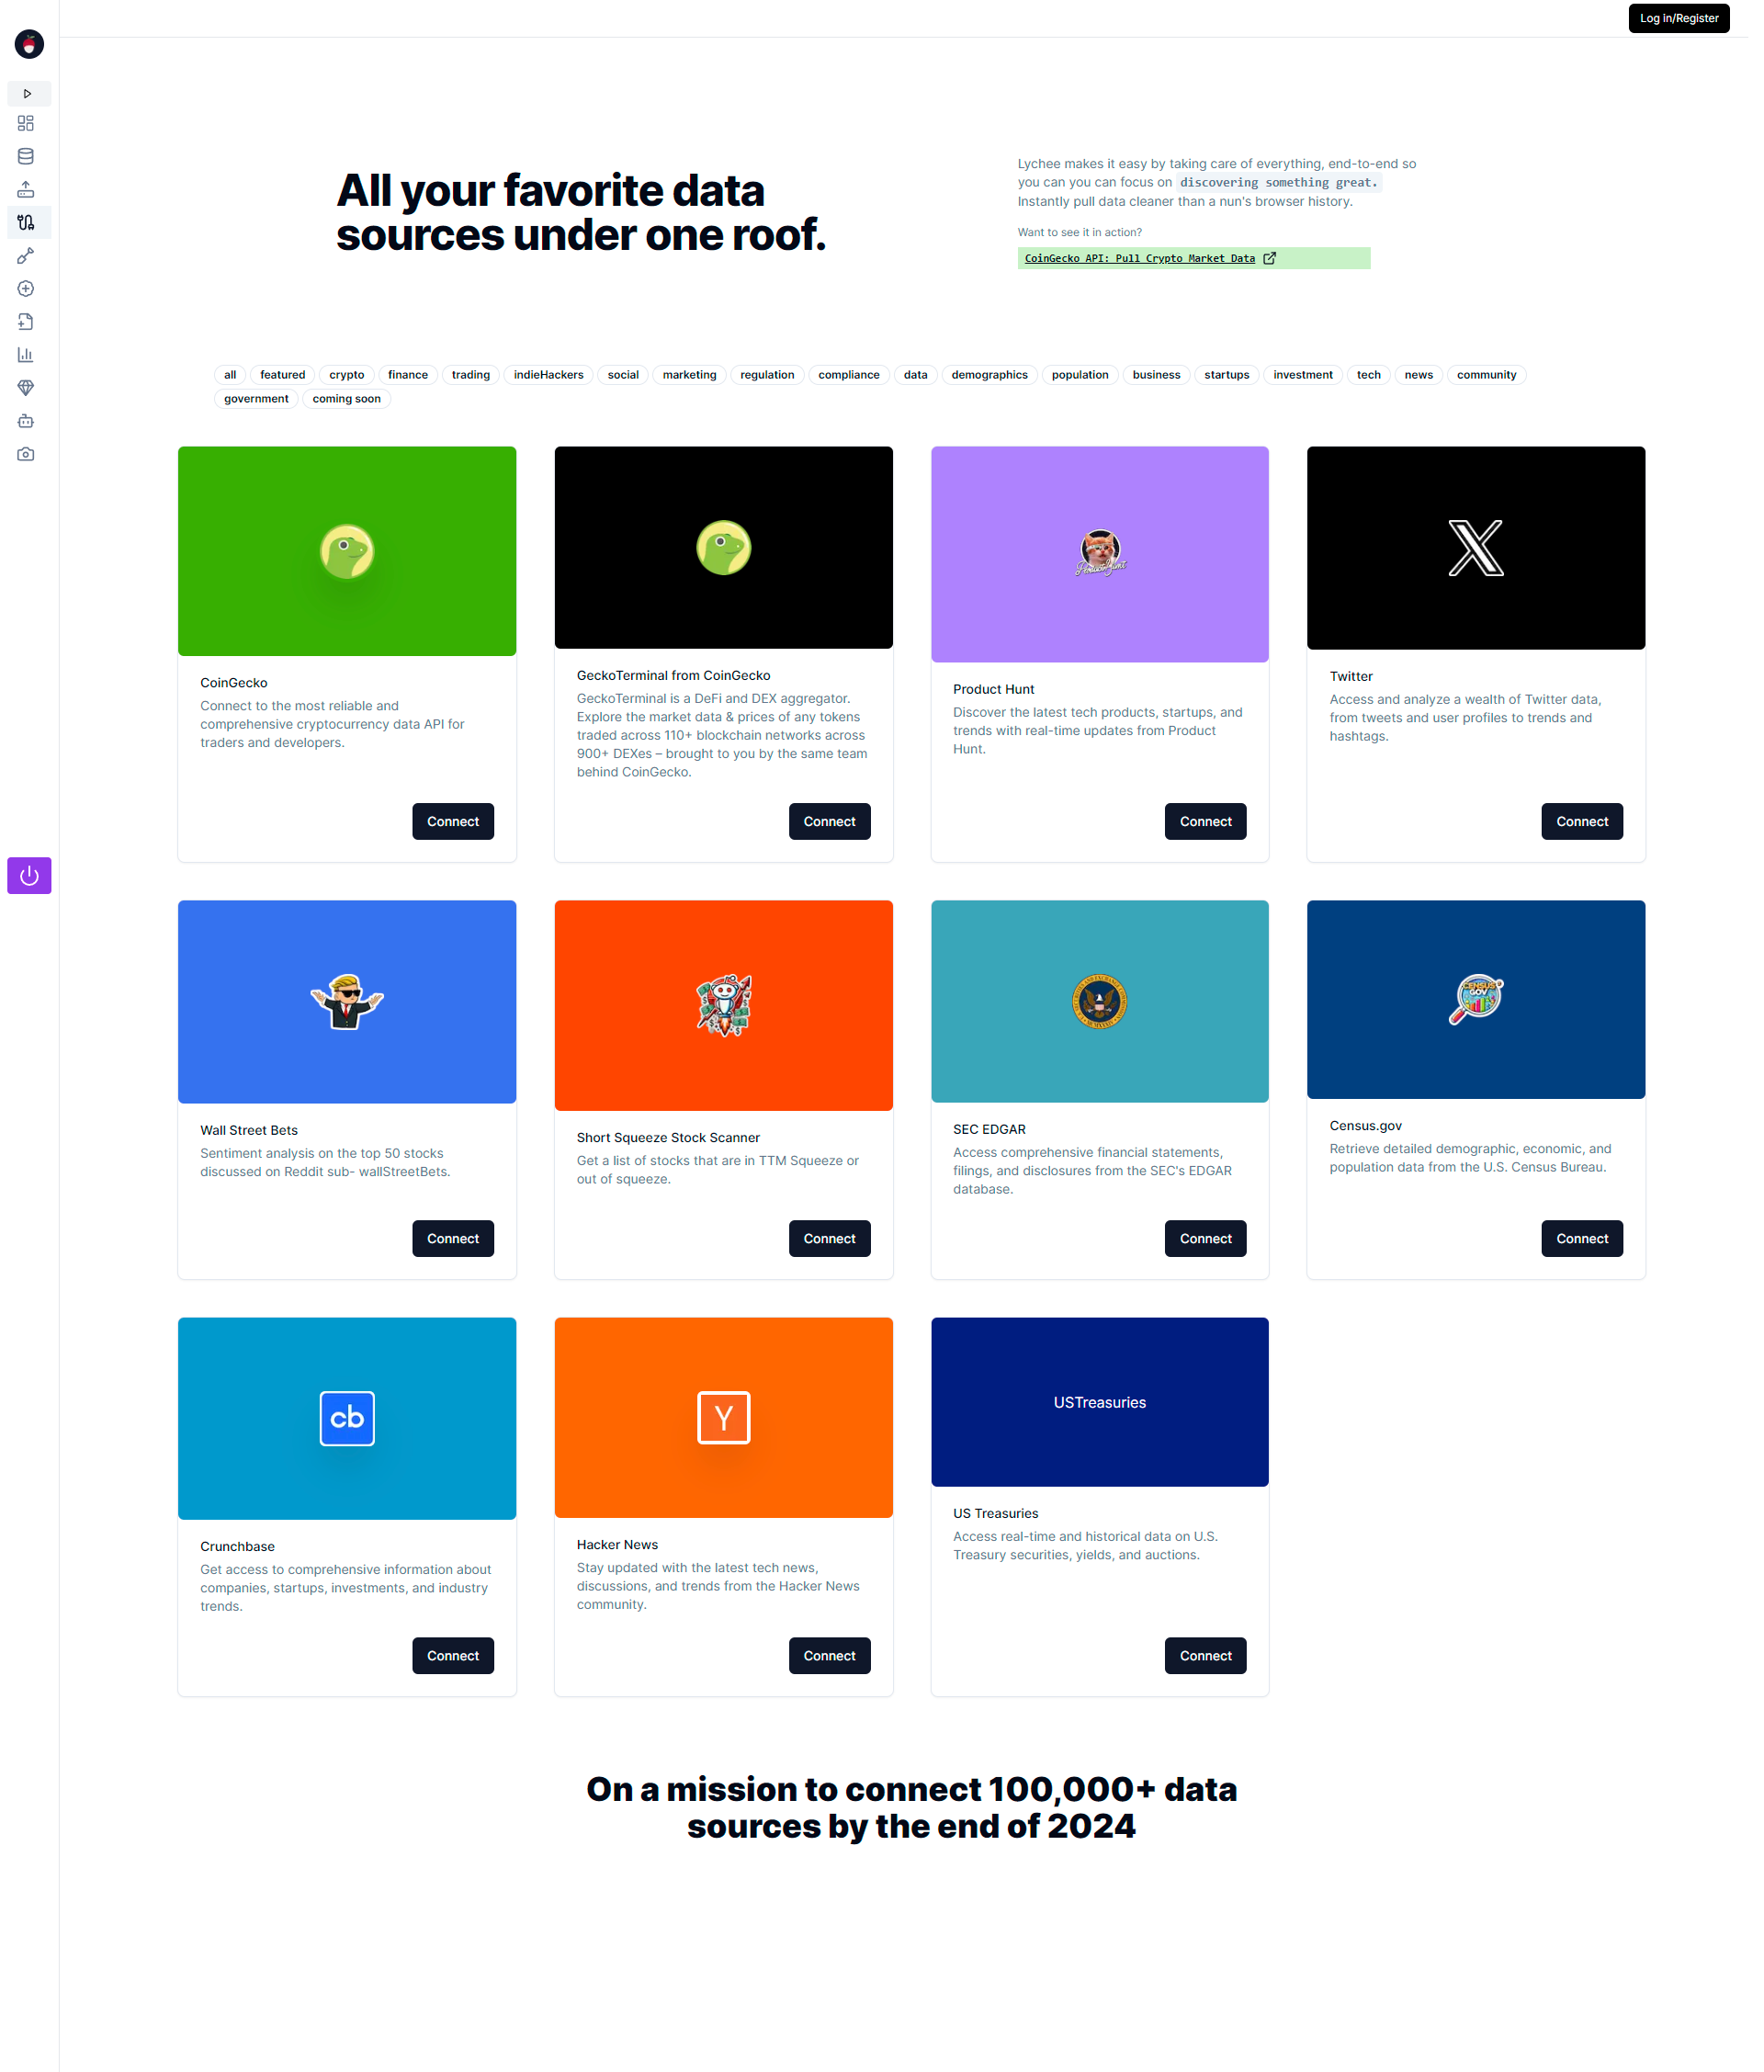 Log in/Register
All your favorite data
sources under one roof.
Lychee makes it easy by taking care of everything, end-to-end so
you can you can focus on discovering something great.
Instantly pull data cleaner than a nun's browser history.
Want to see it in action?
CoinGecko API: Pull Crypto Market Data
all featured crypto finance trading indieHackers social marketing regulation compliance data demographics population business startups investment tech news community
government coming soon
CoinGecko
Connect to the most reliable and
comprehensive cryptocurrency data API for
traders and developers.
Connect
GeckoTerminal from CoinGecko
GeckoTerminal is a DeFi and DEX aggregator.
Explore the market data & prices of any tokens
traded across 110+ blockchain networks across
900+ DEXes – brought to you by the same team
behind CoinGecko.
Connect
Product Hunt
Discover the latest tech products, startups, and
trends with real-time updates from Product
Hunt.
Connect
Twitter
Access and analyze a wealth of Twitter data,
from tweets and user profiles to trends and
hashtags.
Connect
Wall Street Bets
Sentiment analysis on the top 50 stocks
discussed on Reddit sub- wallStreetBets.
Connect
Short Squeeze Stock Scanner
Get a list of stocks that are in TTM Squeeze or
out of squeeze.
Connect
SEC EDGAR
Access comprehensive financial statements,
filings, and disclosures from the SEC's EDGAR
database.
Connect
CENSUS
GOV
Census.gov
Retrieve detailed demographic, economic, and
population data from the U.S. Census Bureau.
Connect
cb
Crunchbase
Get access to comprehensive information about
companies, startups, investments, and industry
trends.
Connect
Y
Hacker News
Stay updated with the latest tech news,
discussions, and trends from the Hacker News
community.
Connect
USTreasuries
US Treasuries
Access real-time and historical data on U.S.
Treasury securities, yields, and auctions.
Connect
On a mission to connect 100,000+ data
sources by the end of 2024